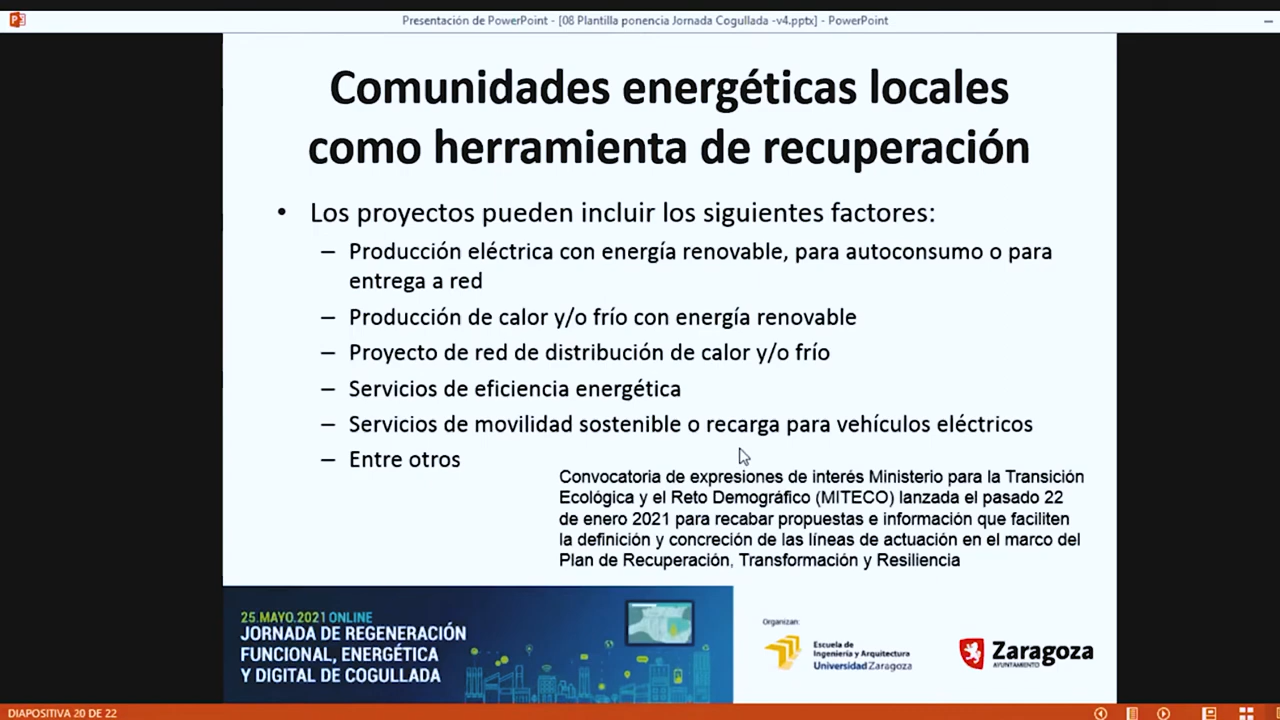 Presentación de PowerPoint - [08 Plantilla ponencia Jornada Cogullada -v4.pptx] - PowerPoint
Comunidades energéticas locales
como herramienta de recuperación
• Los proyectos pueden incluir los siguientes factores:
– Producción eléctrica con energía renovable, para autoconsumo o para
entrega a red
– Producción de calor y/o frío con energía renovable
– Proyecto de red de distribución de calor y/o frío
– Servicios de eficiencia energética
– Servicios de movilidad sostenible o recarga para vehículos eléctricos
– Entre otros
Convocatoria de expresiones de interés Ministerio para la Transición
Ecológica y el Reto Demográfico (MITECO) lanzada el pasado 22
de enero 2021 para recabar propuestas e información que faciliten
la definición y concreción de las líneas de actuación en el marco del
Plan de Recuperación, Transformación y Resiliencia
25.MAYO.2021 ONLINE
JORNADA DE REGENERACIÓN
FUNCIONAL, ENERGÉTICA
Y DIGITAL DE COGULLADA
Organizan:
Escuela de
Ingeniería y Arquitectura
Universidad Zaragoza
Zaragoza
AYUNTAMIENTO
DIAPOSITIVA 20 DE 22